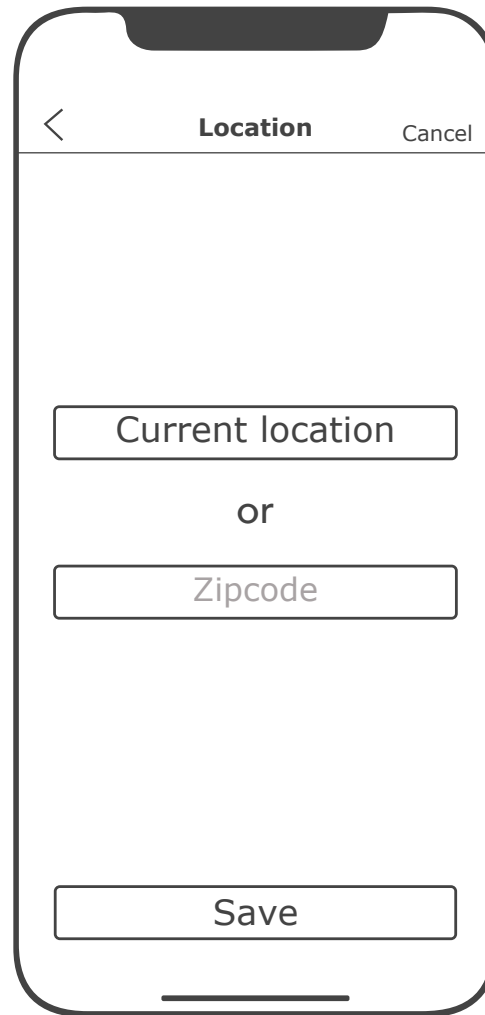 Location
Cancel
Current location
or
Zipcode
Save